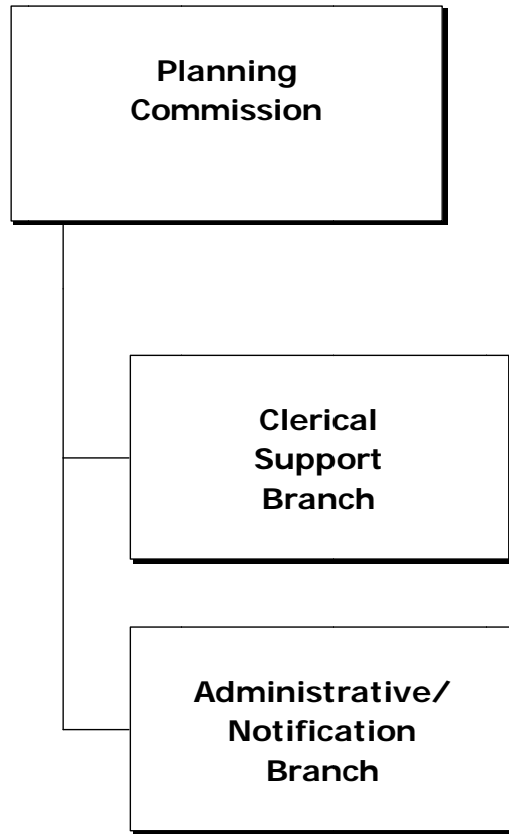 Planning
Commission
Clerical
Support
Branch
Administrative/
Notification
Branch